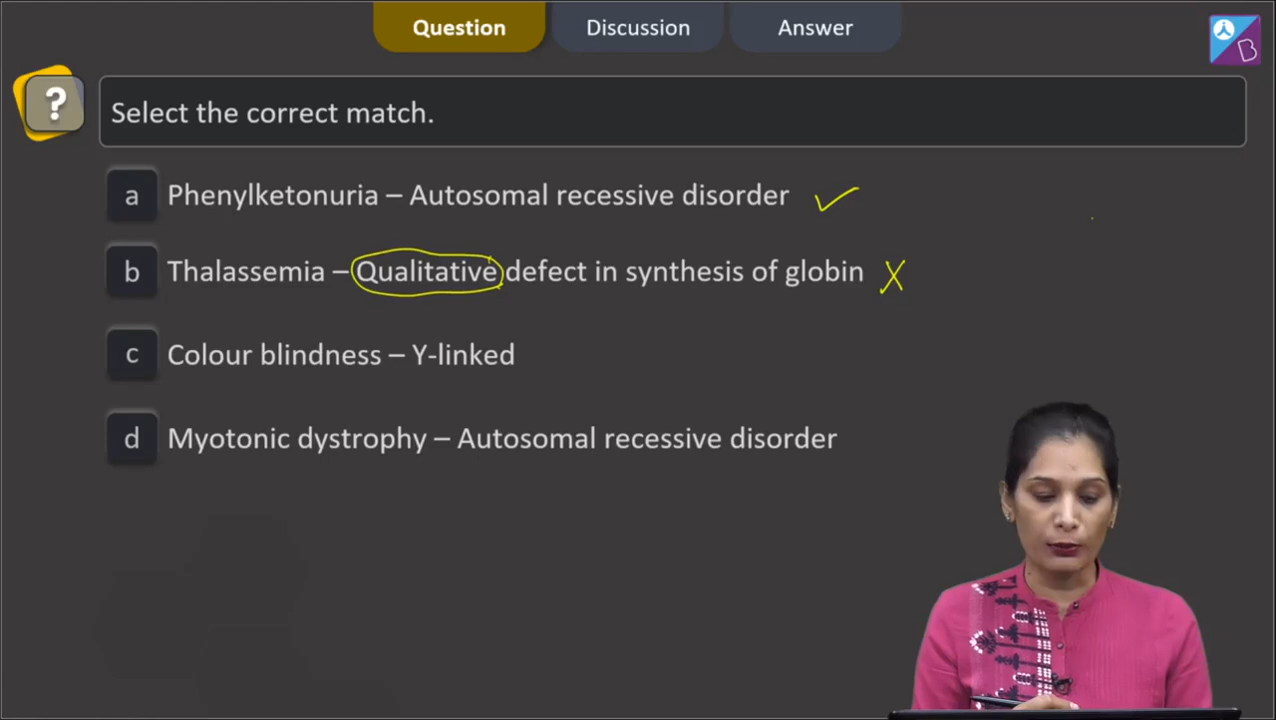 Question Discussion Answer
? Select the correct match.
a Phenylketonuria – Autosomal recessive disorder ✓
b Thalassemia – Qualitative defect in synthesis of globin X
c Colour blindness – Y-linked
d Myotonic dystrophy – Autosomal recessive disorder